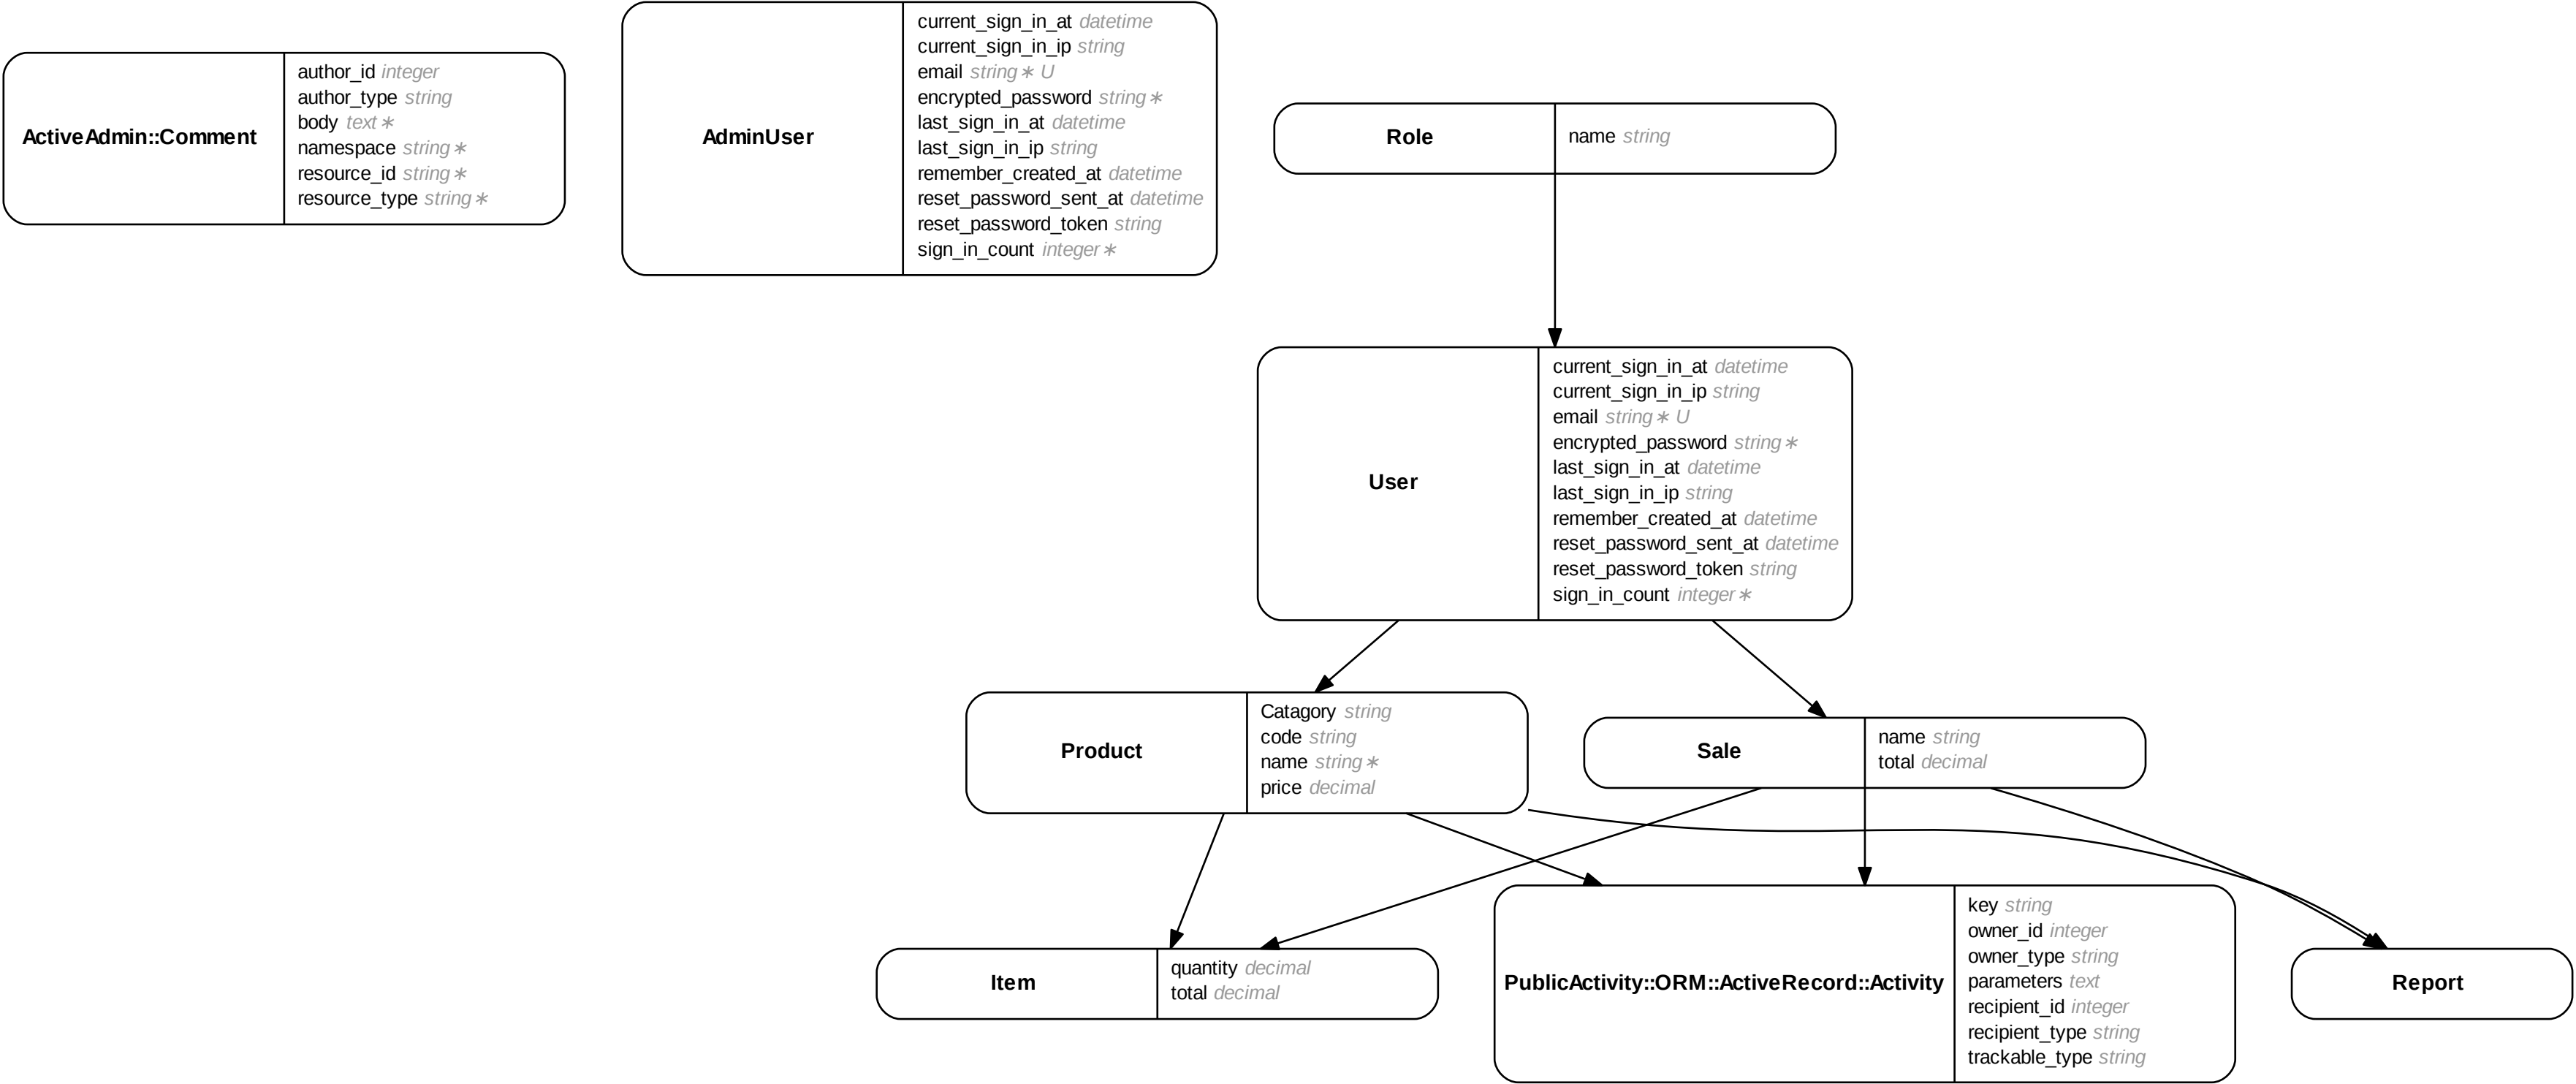 ActiveAdmin::Comment
author_id integer
author_type string
body text ∗
namespace string ∗
resource_id string ∗
resource_type string ∗
AdminUser
current_sign_in_at datetime
current_sign_in_ip string
email string ∗ U
encrypted_password string ∗
last_sign_in_at datetime
last_sign_in_ip string
remember_created_at datetime
reset_password_sent_at datetime
reset_password_token string
sign_in_count integer ∗
Role
name string
User
current_sign_in_at datetime
current_sign_in_ip string
email string ∗ U
encrypted_password string ∗
last_sign_in_at datetime
last_sign_in_ip string
remember_created_at datetime
reset_password_sent_at datetime
reset_password_token string
sign_in_count integer ∗
Product
Catagory string
code string
name string ∗
price decimal
Sale
name string
total decimal
Item
quantity decimal
total decimal
PublicActivity::ORM::ActiveRecord::Activity
key string
owner_id integer
owner_type string
parameters text
recipient_id integer
recipient_type string
trackable_type string
Report